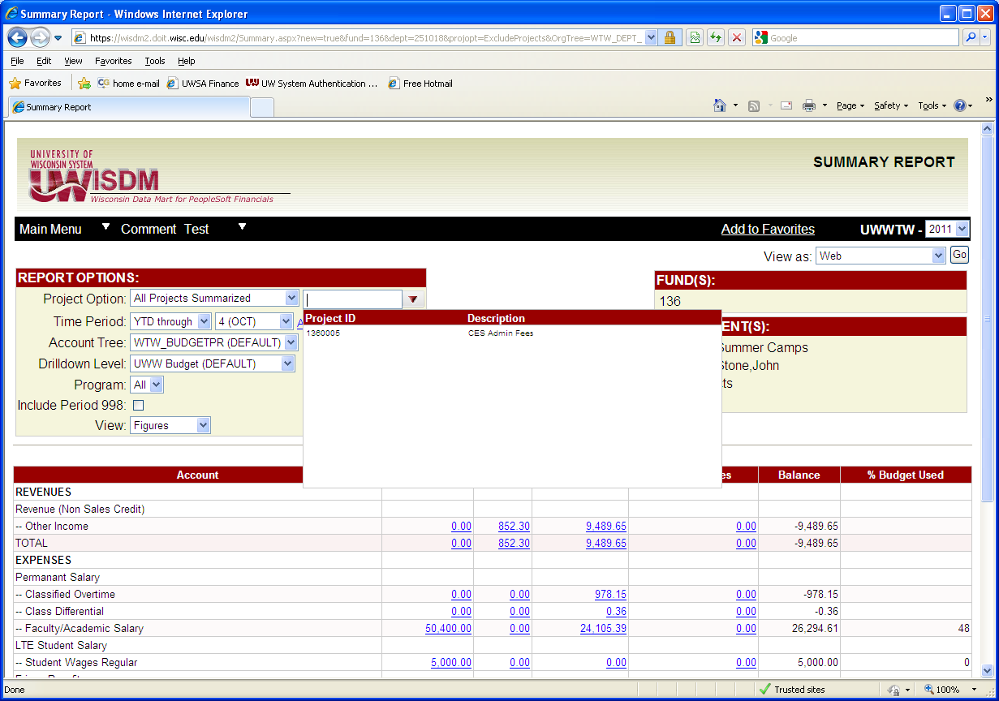 Summary Report - Windows Internet Explorer
https://wisdm2.doit.wisc.edu/wisdm2/Summary.aspx?new=true&fund=136&dept=251018&projopt=ExcludeProjects&OrgTree=WTW_DEPT_ Google
File Edit View Favorites Tools Help
Favorites home e-mail UWSA Finance UW System Authentication ... Free Hotmail
Summary Report Page Safety Tools »
UNIVERSITY OF
WISCONSIN SYSTEM
UWISDM
Wisconsin Data Mart for PeopleSoft Financials
SUMMARY REPORT
Main Menu Comment Test Add to Favorites UWWTW - 2011
View as: Web Go
REPORT OPTIONS: FUND(S):
Project Option: All Projects Summarized 136
Project ID Description
1360005 CES Admin Fees
Time Period: YTD through 4 (OCT) A
Account Tree: WTW_BUDGETPR (DEFAULT) ENT(S):
Summer Camps
Drilldown Level: UWW Budget (DEFAULT) Stone,John
Program: All ts
Include Period 998:
View: Figures
Account es Balance % Budget Used
REVENUES
Revenue (Non Sales Credit)
-- Other Income 0.00 852.30 9,489.65 0.00 -9,489.65
TOTAL 0.00 852.30 9,489.65 0.00 -9,489.65
EXPENSES
Permanant Salary
-- Classified Overtime 0.00 0.00 978.15 0.00 -978.15
-- Class Differential 0.00 0.00 0.36 0.00 -0.36
-- Faculty/Academic Salary 50,400.00 0.00 24,105.39 0.00 26,294.61 48
LTE Student Salary
-- Student Wages Regular 5,000.00 0.00 0.00 0.00 5,000.00 0
Done Trusted sites 100%